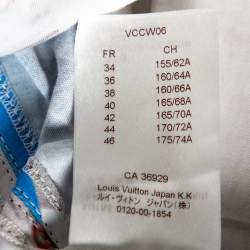 VCCW06
FR CH
34 155/62A
36 160/64A
38 160/66A
40 165/68A
42 165/70A
44 170/72A
46 175/74A
CA 36929
Louis Vuitton Japan K.K
ルイ・ヴィトン ジャパン(株)
0120-00-1854